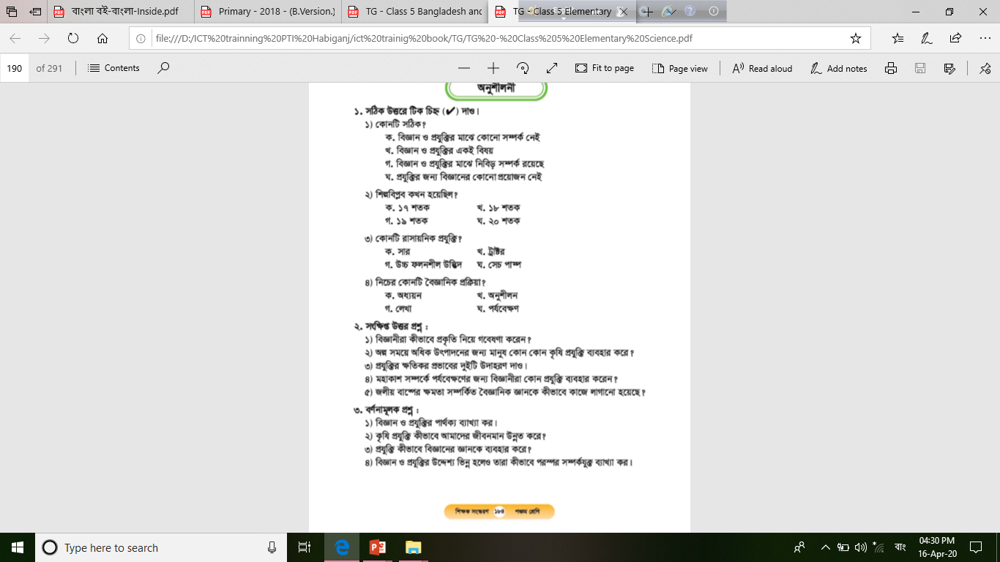 বাংলা বই-বাংলা-Inside.pdf
Primary - 2018 - (B.Version.)
TG - Class 5 Bangladesh and
TG - Class 5 Elementary
file:///D:/ICT%20trainning%20PTI%20Habiganj/ict%20trainig%20book/TG/TG%20-%20Class%205%20Elementary%20Science.pdf
190 of 291 Contents Fit to page Page view Read aloud Add notes
অনুশীলনী
১. সঠিক উত্তরে টিক চিহ্ন (✔) দাও।
১) কোনটি সঠিক?
ক. বিজ্ঞান ও প্রযুক্তির মাঝে কোনো সম্পর্ক নেই
খ. বিজ্ঞান ও প্রযুক্তির একই বিষয়
গ. বিজ্ঞান ও প্রযুক্তির মাঝে নিবিড় সম্পর্ক রয়েছে
ঘ. প্রযুক্তির জন্য বিজ্ঞানের কোনো প্রয়োজন নেই
২) শিল্পবিপ্লব কখন হয়েছিল?
ক. ১৭ শতক খ. ১৮ শতক
গ. ১৯ শতক ঘ. ২০ শতক
৩) কোনটি রাসায়নিক প্রযুক্তি?
ক. সার খ. ট্রাক্টর
গ. উচ্চ ফলনশীল উদ্ভিদ ঘ. সেচ পাম্প
৪) নিচের কোনটি বৈজ্ঞানিক প্রক্রিয়া?
ক. অধ্যয়ন খ. অনুশীলন
গ. লেখা ঘ. পর্যবেক্ষণ
২. সংক্ষিপ্ত উত্তর প্রশ্ন :
১) বিজ্ঞানীরা কীভাবে প্রকৃতি নিয়ে গবেষণা করেন?
২) অল্প সময়ে অধিক উৎপাদনের জন্য মানুষ কোন কোন কৃষি প্রযুক্তি ব্যবহার করে?
৩) প্রযুক্তির ক্ষতিকর প্রভাবের দুইটি উদাহরণ দাও।
৪) মহাকাশ সম্পর্কে পর্যবেক্ষণের জন্য বিজ্ঞানীরা কোন প্রযুক্তি ব্যবহার করেন?
৫) জলীয় বাষ্পের ক্ষমতা সম্পর্কিত বৈজ্ঞানিক জ্ঞানকে কীভাবে কাজে লাগানো হয়েছে?
৩. বর্ণনামূলক প্রশ্ন :
১) বিজ্ঞান ও প্রযুক্তির পার্থক্য ব্যাখ্যা কর।
২) কৃষি প্রযুক্তি কীভাবে আমাদের জীবনমান উন্নত করে?
৩) প্রযুক্তি কীভাবে বিজ্ঞানের জ্ঞানকে ব্যবহার করে?
৪) বিজ্ঞান ও প্রযুক্তির উদ্দেশ্য ভিন্ন হলেও তারা কীভাবে পরস্পর সম্পর্কযুক্ত ব্যাখ্যা কর।
শিক্ষক সংস্করণ ১৮৪ পঞ্চম শ্রেণি
Type here to search
বাং
04:30 PM
16-Apr-20